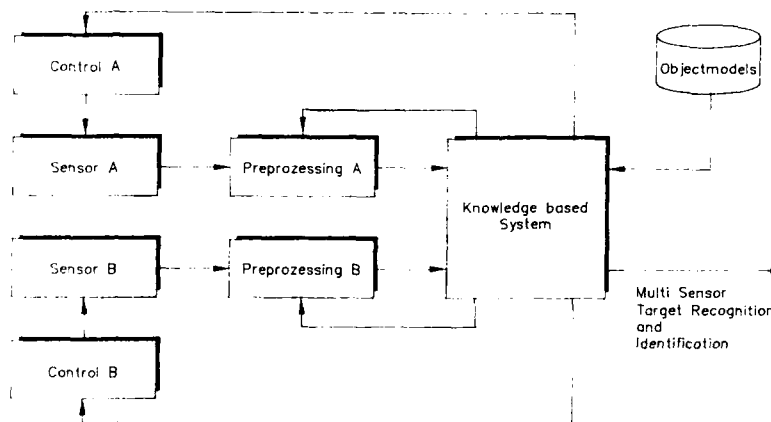 Control A
Objectmodels
Sensor A
Preprozessing A
Knowledge based
System
Sensor B
Preprozessing B
Multi Sensor
Target Recognition
and
Identification
Control B